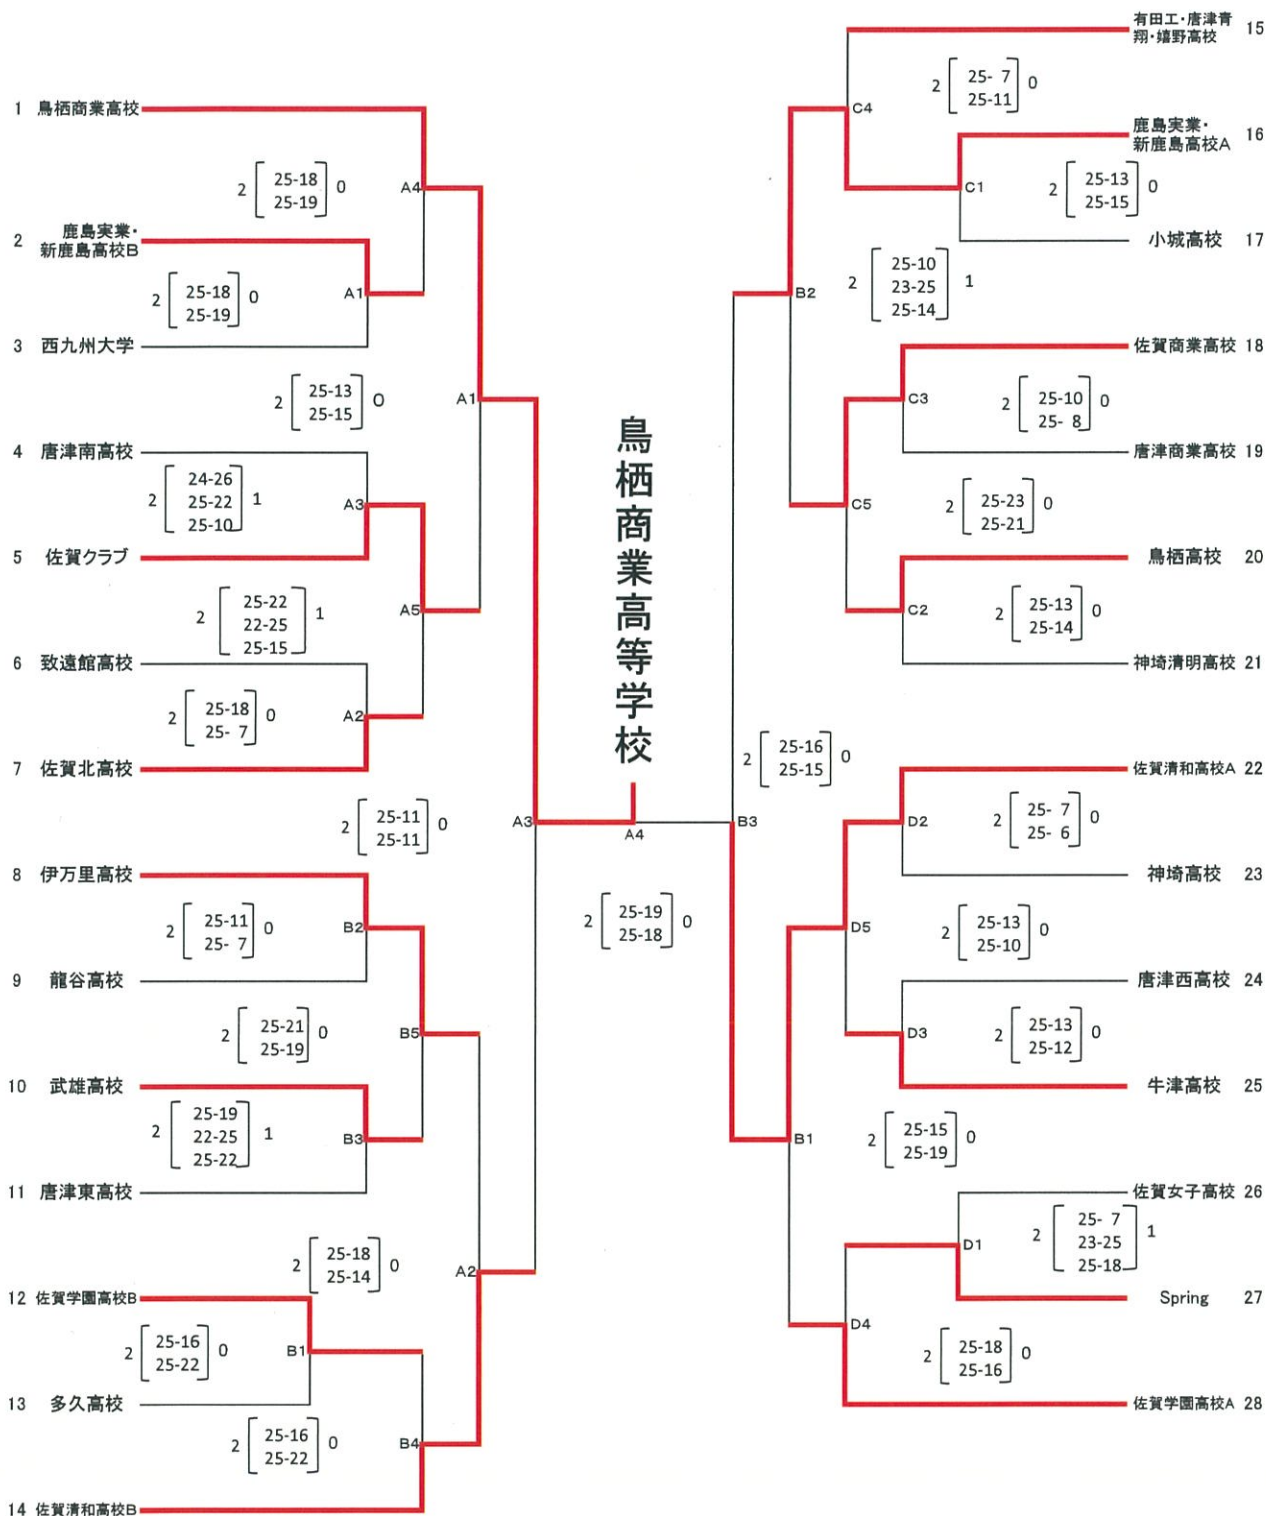 1 鳥栖商業高校
2 [ 25-18 25-19 ] 0
A4
2 鹿島実業・
新鹿島高校B
2 [ 25-18 25-19 ] 0
A1
3 西九州大学
2 [ 25-13 25-15 ] 0
A1
4 唐津南高校
2 [ 24-26 25-22 25-10 ] 1
A3
5 佐賀クラブ
2 [ 25-22 22-25 25-15 ] 1
A5
6 致遠館高校
2 [ 25-18 25- 7 ] 0
A2
7 佐賀北高校
2 [ 25-11 25-11 ] 0
A3
8 伊万里高校
2 [ 25-11 25- 7 ] 0
B2
9 龍谷高校
2 [ 25-21 25-19 ] 0
B5
10 武雄高校
2 [ 25-19 22-25 25-22 ] 1
B3
11 唐津東高校
2 [ 25-18 25-14 ] 0
A2
12 佐賀学園高校B
2 [ 25-16 25-22 ] 0
B1
13 多久高校
2 [ 25-16 25-22 ] 0
B4
14 佐賀清和高校B
鳥栖商業高等学校
A4
2 [ 25-19 25-18 ] 0
有田工・唐津青
翔・嬉野高校 15
2 [ 25- 7 25-11 ] 0
C4
鹿島実業・
新鹿島高校A 16
C1
2 [ 25-13 25-15 ] 0
小城高校 17
B2
2 [ 25-10 23-25 25-14 ] 1
佐賀商業高校 18
C3
2 [ 25-10 25- 8 ] 0
唐津商業高校 19
C5
2 [ 25-23 25-21 ] 0
鳥栖高校 20
C2
2 [ 25-13 25-14 ] 0
神埼清明高校 21
2 [ 25-16 25-15 ] 0
B3
佐賀清和高校A 22
D2
2 [ 25- 7 25- 6 ] 0
神埼高校 23
D5
2 [ 25-13 25-10 ] 0
唐津西高校 24
D3
2 [ 25-13 25-12 ] 0
牛津高校 25
B1
2 [ 25-15 25-19 ] 0
佐賀女子高校 26
D1
2 [ 25- 7 23-25 25-18 ] 1
Spring 27
D4
2 [ 25-18 25-16 ] 0
佐賀学園高校A 28